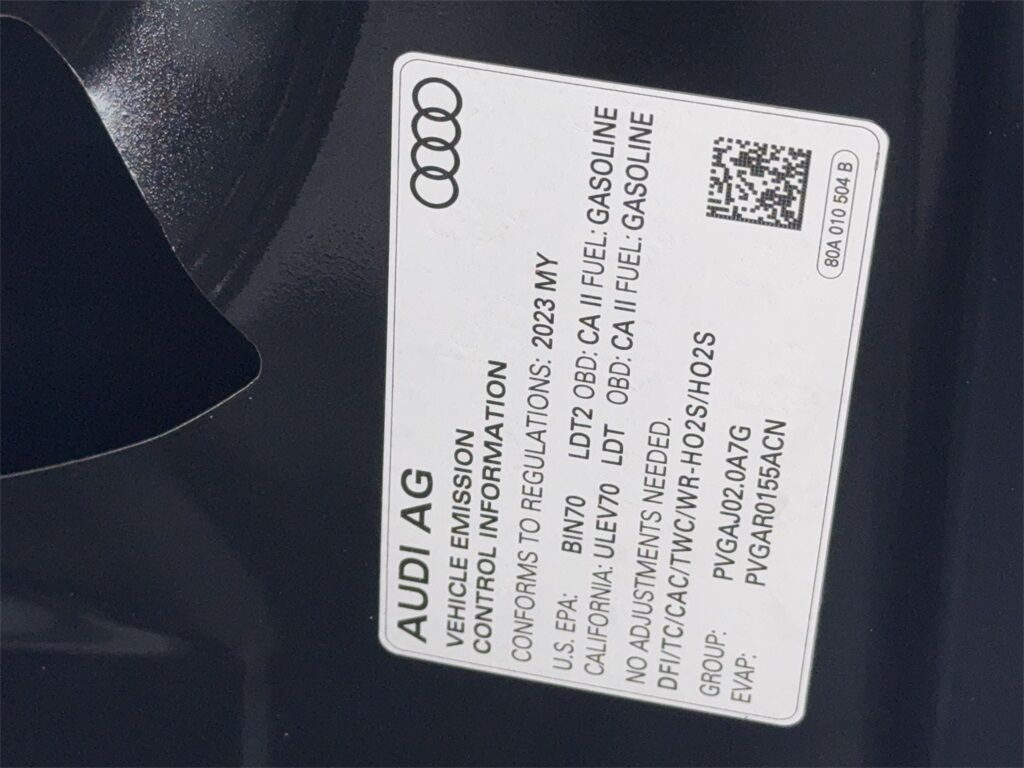 AUDI AG
VEHICLE EMISSION
CONTROL INFORMATION
CONFORMS TO REGULATIONS: 2023 MY
U.S. EPA: BIN70 LDT2 OBD: CA II FUEL: GASOLINE
CALIFORNIA: ULEV70 LDT OBD: CA II FUEL: GASOLINE
NO ADJUSTMENTS NEEDED.
DFI/TC/CAC/TWC/WR-HO2S/HO2S
GROUP: PVGAJ02.0A7G
EVAP: PVGAR0155ACN
80A 010 504 B